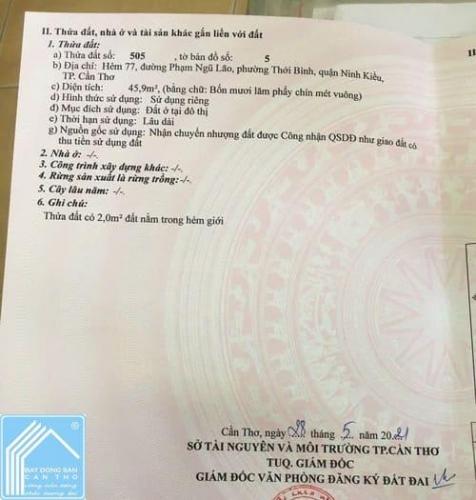 II. Thửa đất, nhà ở và tài sản khác gắn liền với đất
1. Thửa đất:
a) Thửa đất số: 505 , tờ bản đồ số: 5
b) Địa chỉ: Hẻm 77, đường Phạm Ngũ Lão, phường Thới Bình, quận Ninh Kiều,
TP. Cần Thơ
c) Diện tích: 45,9m², (bằng chữ: Bốn mươi lăm phẩy chín mét vuông)
d) Hình thức sử dụng: Sử dụng riêng
đ) Mục đích sử dụng: Đất ở tại đô thị
e) Thời hạn sử dụng: Lâu dài
g) Nguồn gốc sử dụng: Nhận chuyển nhượng đất được Công nhận QSDĐ như giao đất có
thu tiền sử dụng đất
2. Nhà ở: -/-.
3. Công trình xây dựng khác: -/-.
4. Rừng sản xuất là rừng trồng: -/-.
5. Cây lâu năm: -/-.
6. Ghi chú:
Thửa đất có 2,0m² đất nằm trong hẻm giới
Cần Thơ, ngày 28 tháng 5 năm 2021
SỞ TÀI NGUYÊN VÀ MÔI TRƯỜNG TP.CẦN THƠ
TUQ. GIÁM ĐỐC
GIÁM ĐỐC VĂN PHÒNG ĐĂNG KÝ ĐẤT ĐAI
®
BAT DONG SAN
CAN THO